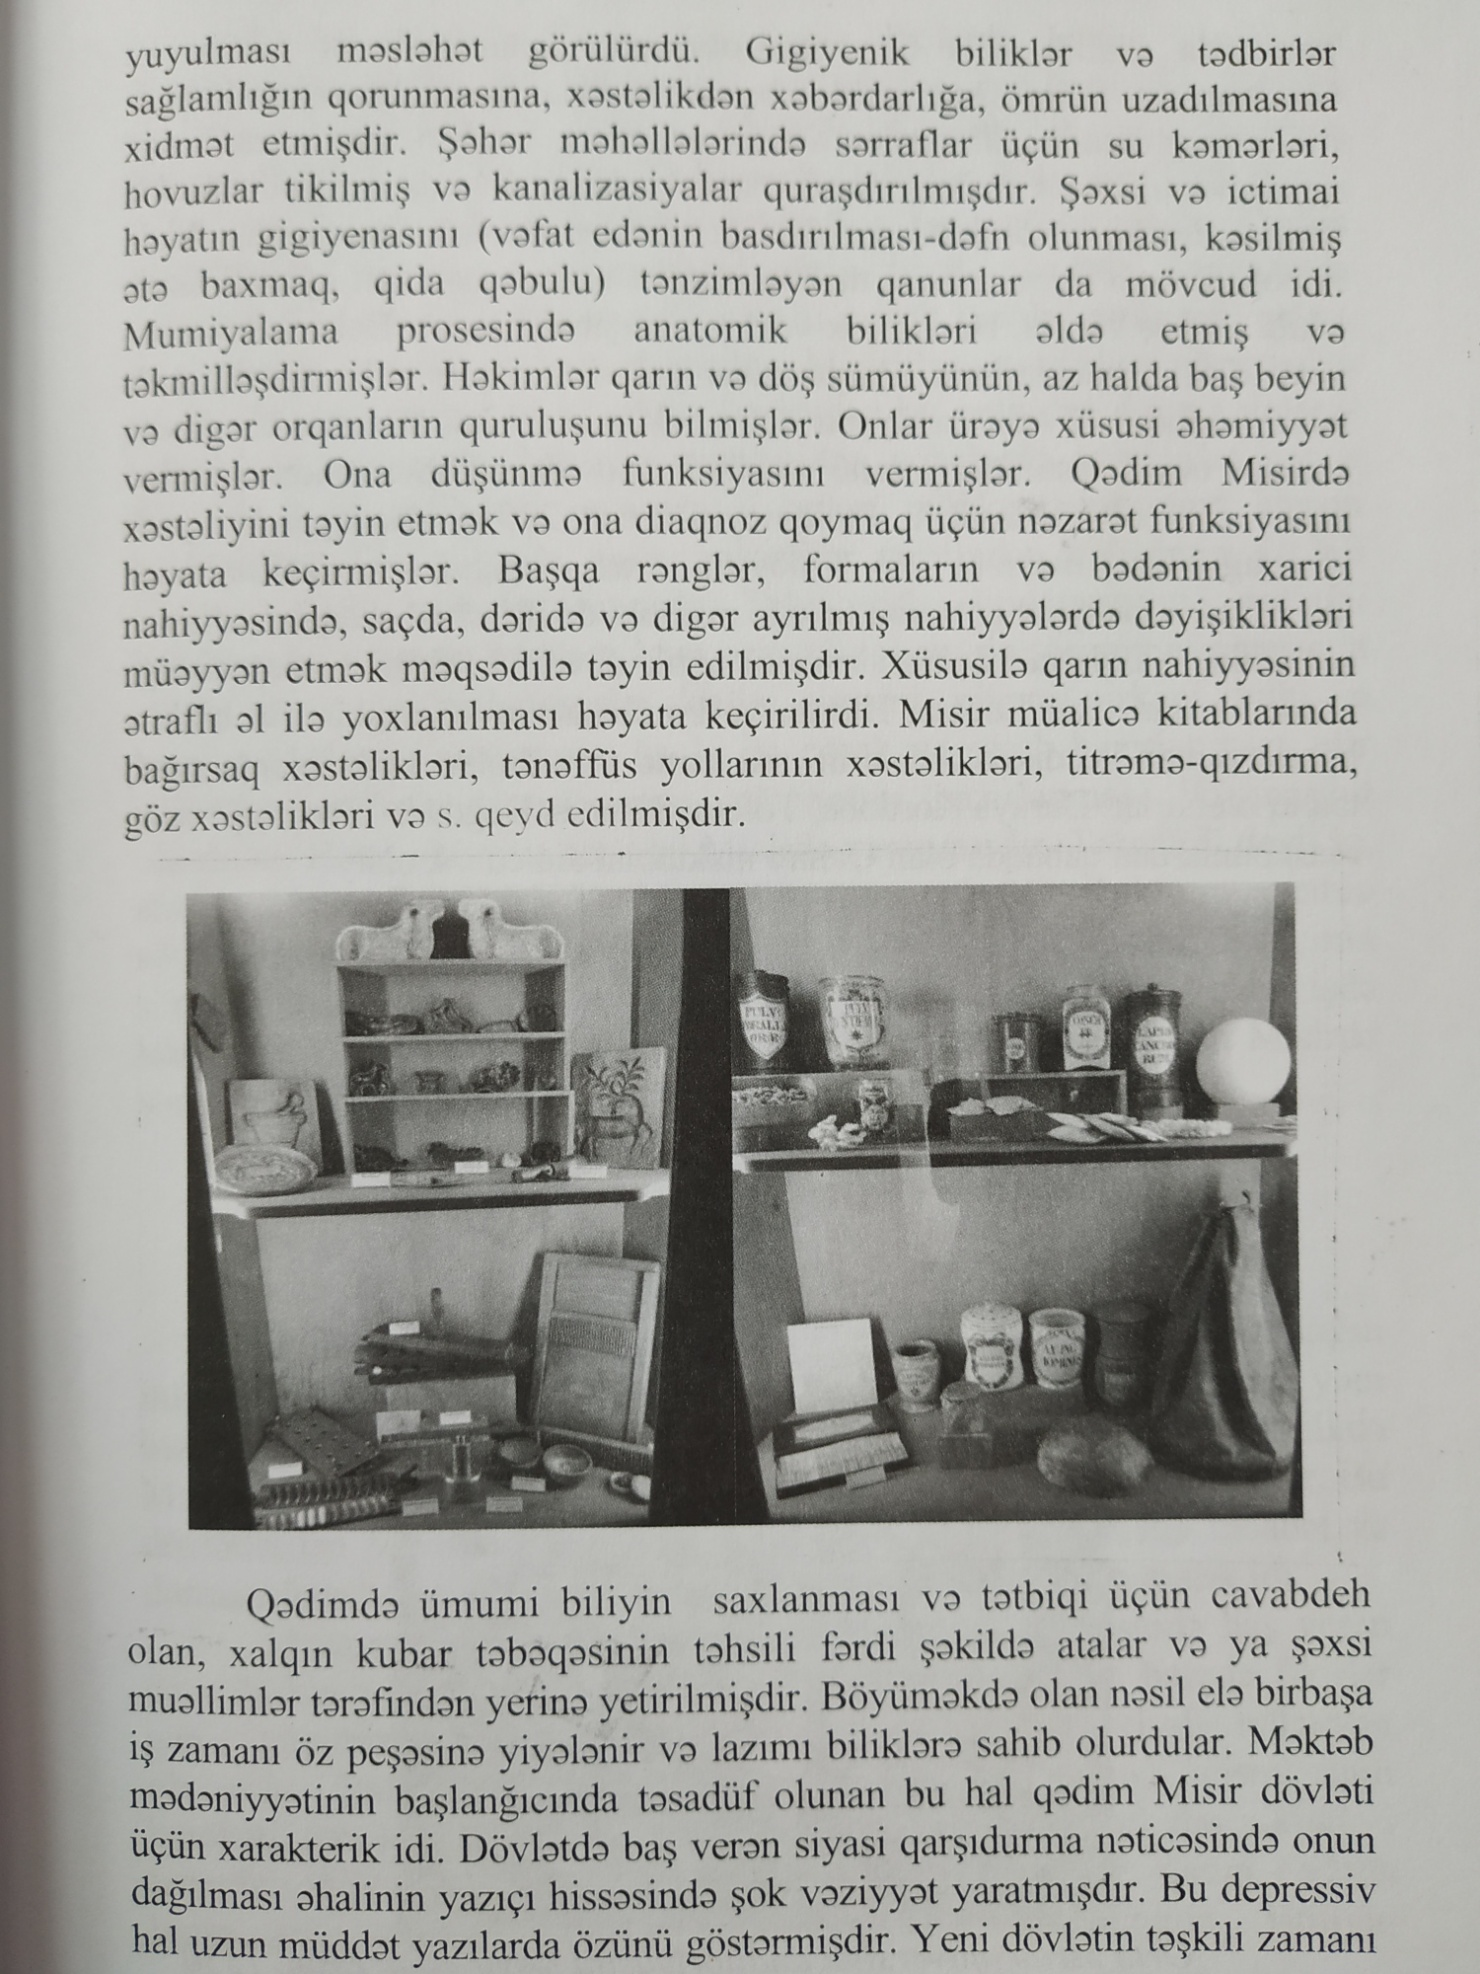 yuyulması məsləhət görülürdü. Gigiyenik biliklər və tədbirlər
sağlamlığın qorunmasına, xəstəlikdən xəbərdarlığa, ömrün uzadılmasına
xidmət etmişdir. Şəhər məhəllələrində sərraflar üçün su kəmərləri,
hovuzlar tikilmiş və kanalizasiyalar quraşdırılmışdır. Şəxsi və ictimai
həyatın gigiyenasını (vəfat edənin basdırılması-dəfn olunması, kəsilmiş
ətə baxmaq, qida qəbulu) tənzimləyən qanunlar da mövcud idi.
Mumiyalama prosesində anatomik bilikləri əldə etmiş və
təkmilləşdirmişlər. Həkimlər qarın və döş sümüyünün, az halda baş beyin
və digər orqanların quruluşunu bilmişlər. Onlar ürəyə xüsusi əhəmiyyət
vermişlər. Ona düşünmə funksiyasını vermişlər. Qədim Misirdə
xəstəliyini təyin etmək və ona diaqnoz qoymaq üçün nəzarət funksiyasını
həyata keçirmişlər. Başqa rənglər, formaların və bədənin xarici
nahiyyəsində, saçda, dəridə və digər ayrılmış nahiyyələrdə dəyişiklikləri
müəyyən etmək məqsədilə təyin edilmişdir. Xüsusilə qarın nahiyyəsinin
ətraflı əl ilə yoxlanılması həyata keçirilirdi. Misir müalicə kitablarında
bağırsaq xəstəlikləri, tənəffüs yollarının xəstəlikləri, titrəmə-qızdırma,
göz xəstəlikləri və s. qeyd edilmişdir.
Qədimdə ümumi biliyin saxlanması və tətbiqi üçün cavabdeh
olan, xalqın kubar təbəqəsinin təhsili fərdi şəkildə atalar və ya şəxsi
muəllimlər tərəfindən yerinə yetirilmişdir. Böyüməkdə olan nəsil elə birbaşa
iş zamanı öz peşəsinə yiyələnir və lazımı biliklərə sahib olurdular. Məktəb
mədəniyyətinin başlanğıcında təsadüf olunan bu hal qədim Misir dövləti
üçün xarakterik idi. Dövlətdə baş verən siyasi qarşıdurma nəticəsində onun
dağılması əhalinin yazıçı hissəsində şok vəziyyət yaratmışdır. Bu depressiv
hal uzun müddət yazılarda özünü göstərmişdir. Yeni dövlətin təşkili zamanı